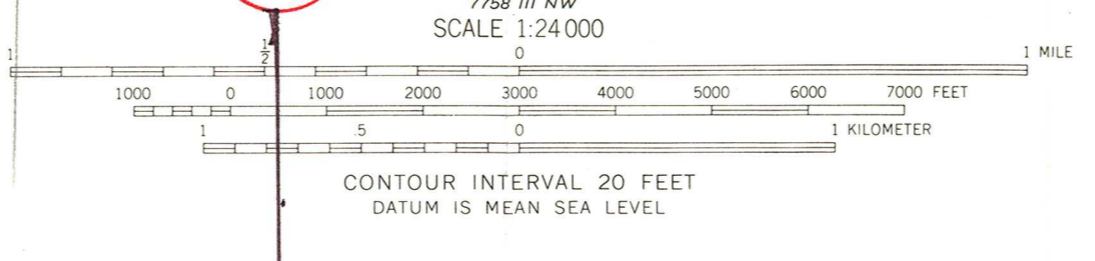 7758 III NW
SCALE 1:24 000
1 1/2 0 1 MILE
1000 0 1000 2000 3000 4000 5000 6000 7000 FEET
1 .5 0 1 KILOMETER
CONTOUR INTERVAL 20 FEET
DATUM IS MEAN SEA LEVEL